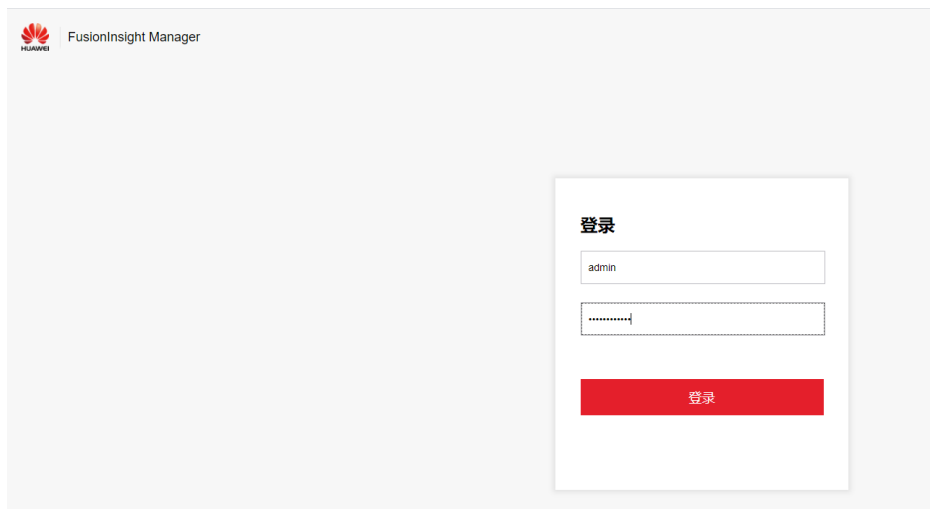 HUAWEI
FusionInsight Manager
登录
admin
••••••••••••
登录